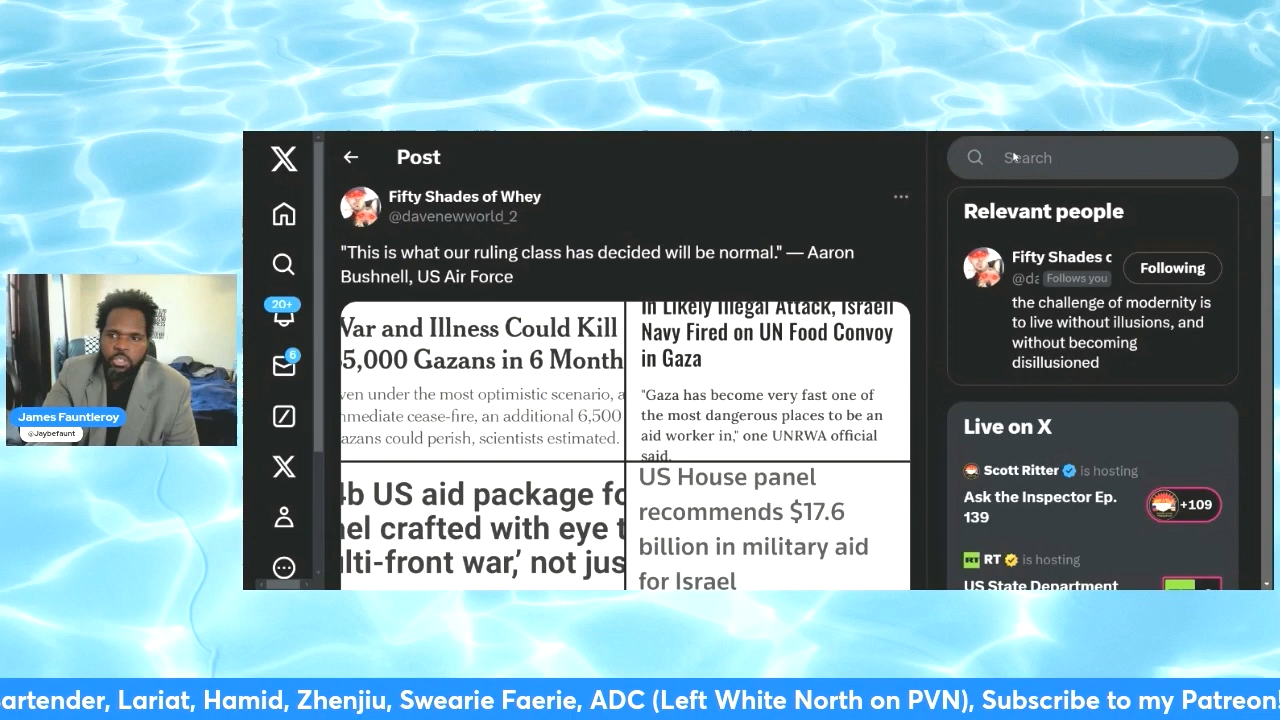 Post
Search
Fifty Shades of Whey
@davenewworld_2
"This is what our ruling class has decided will be normal." — Aaron
Bushnell, US Air Force
20+
6
War and Illness Could Kill
85,000 Gazans in 6 Month
ven under the most optimistic scenario, a
mmediate cease-fire, an additional 6,500
azans could perish, scientists estimated.
In Likely Illegal Attack, Israeli
Navy Fired on UN Food Convoy
in Gaza
"Gaza has become very fast one of
the most dangerous places to be an
aid worker in," one UNRWA official
said.
4b US aid package fo
el crafted with eye t
lti-front war,' not jus
US House panel
recommends $17.6
billion in military aid
for Israel
Relevant people
Fifty Shades c
@da Follows you
Following
the challenge of modernity is
to live without illusions, and
without becoming
disillusioned
Live on X
Scott Ritter is hosting
Ask the Inspector Ep.
139
+109
RT RT is hosting
US State Department
James Fauntleroy
@Jaybefaunt
artender, Lariat, Hamid, Zhenjiu, Swearie Faerie, ADC (Left White North on PVN), Subscribe to my Patreon!